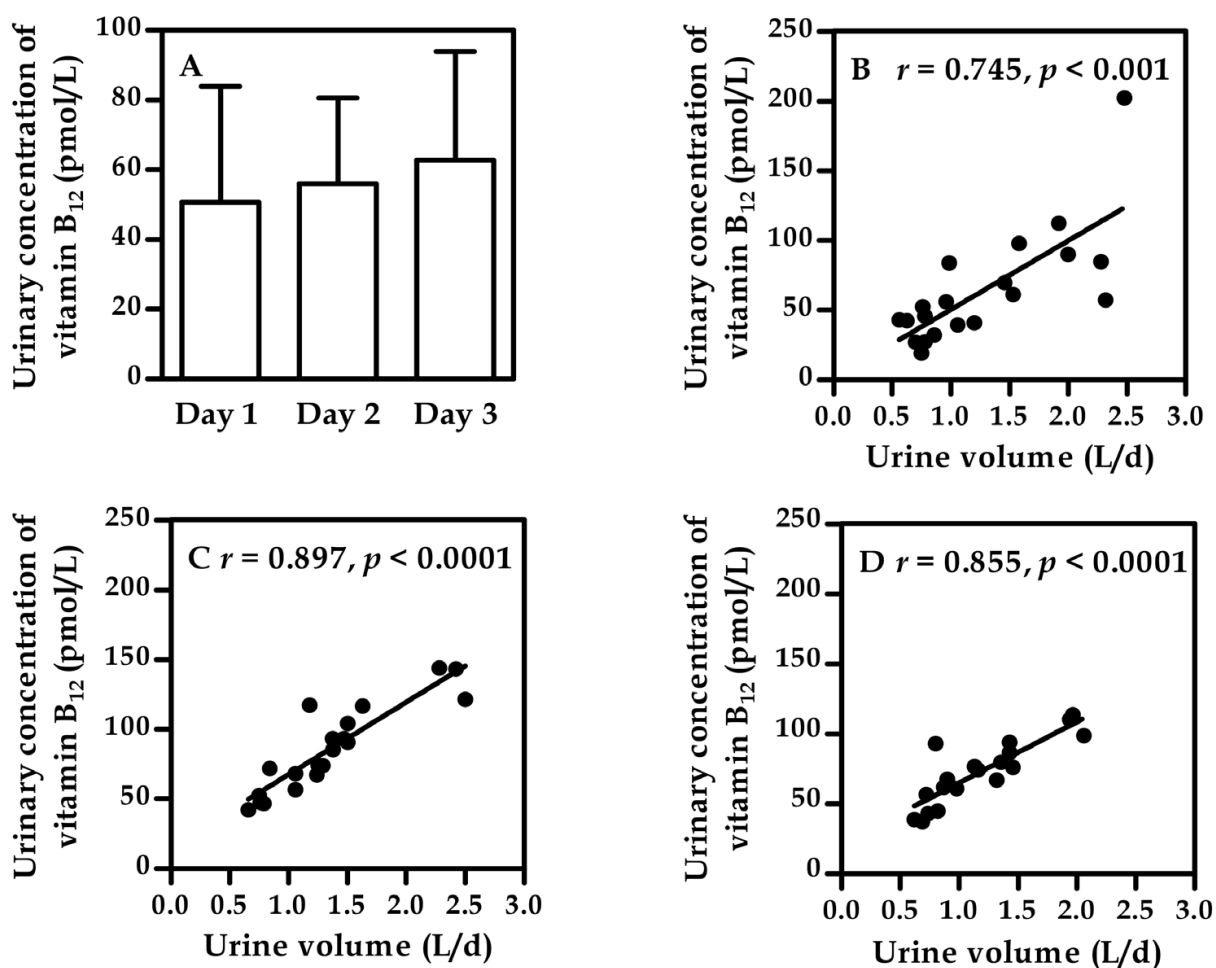 Urinary concentration of
vitamin B₁₂ (pmol/L)
100
80
60
40
20
0
A
Day 1 Day 2 Day 3
Urinary concentration of
vitamin B₁₂ (pmol/L)
250
200
150
100
50
0
B r = 0.745, p < 0.001
0.0 0.5 1.0 1.5 2.0 2.5 3.0
Urine volume (L/d)
Urinary concentration of
vitamin B₁₂ (pmol/L)
250
200
150
100
50
0
C r = 0.897, p < 0.0001
0.0 0.5 1.0 1.5 2.0 2.5 3.0
Urine volume (L/d)
Urinary concentration of
vitamin B₁₂ (pmol/L)
250
200
150
100
50
0
D r = 0.855, p < 0.0001
0.0 0.5 1.0 1.5 2.0 2.5 3.0
Urine volume (L/d)